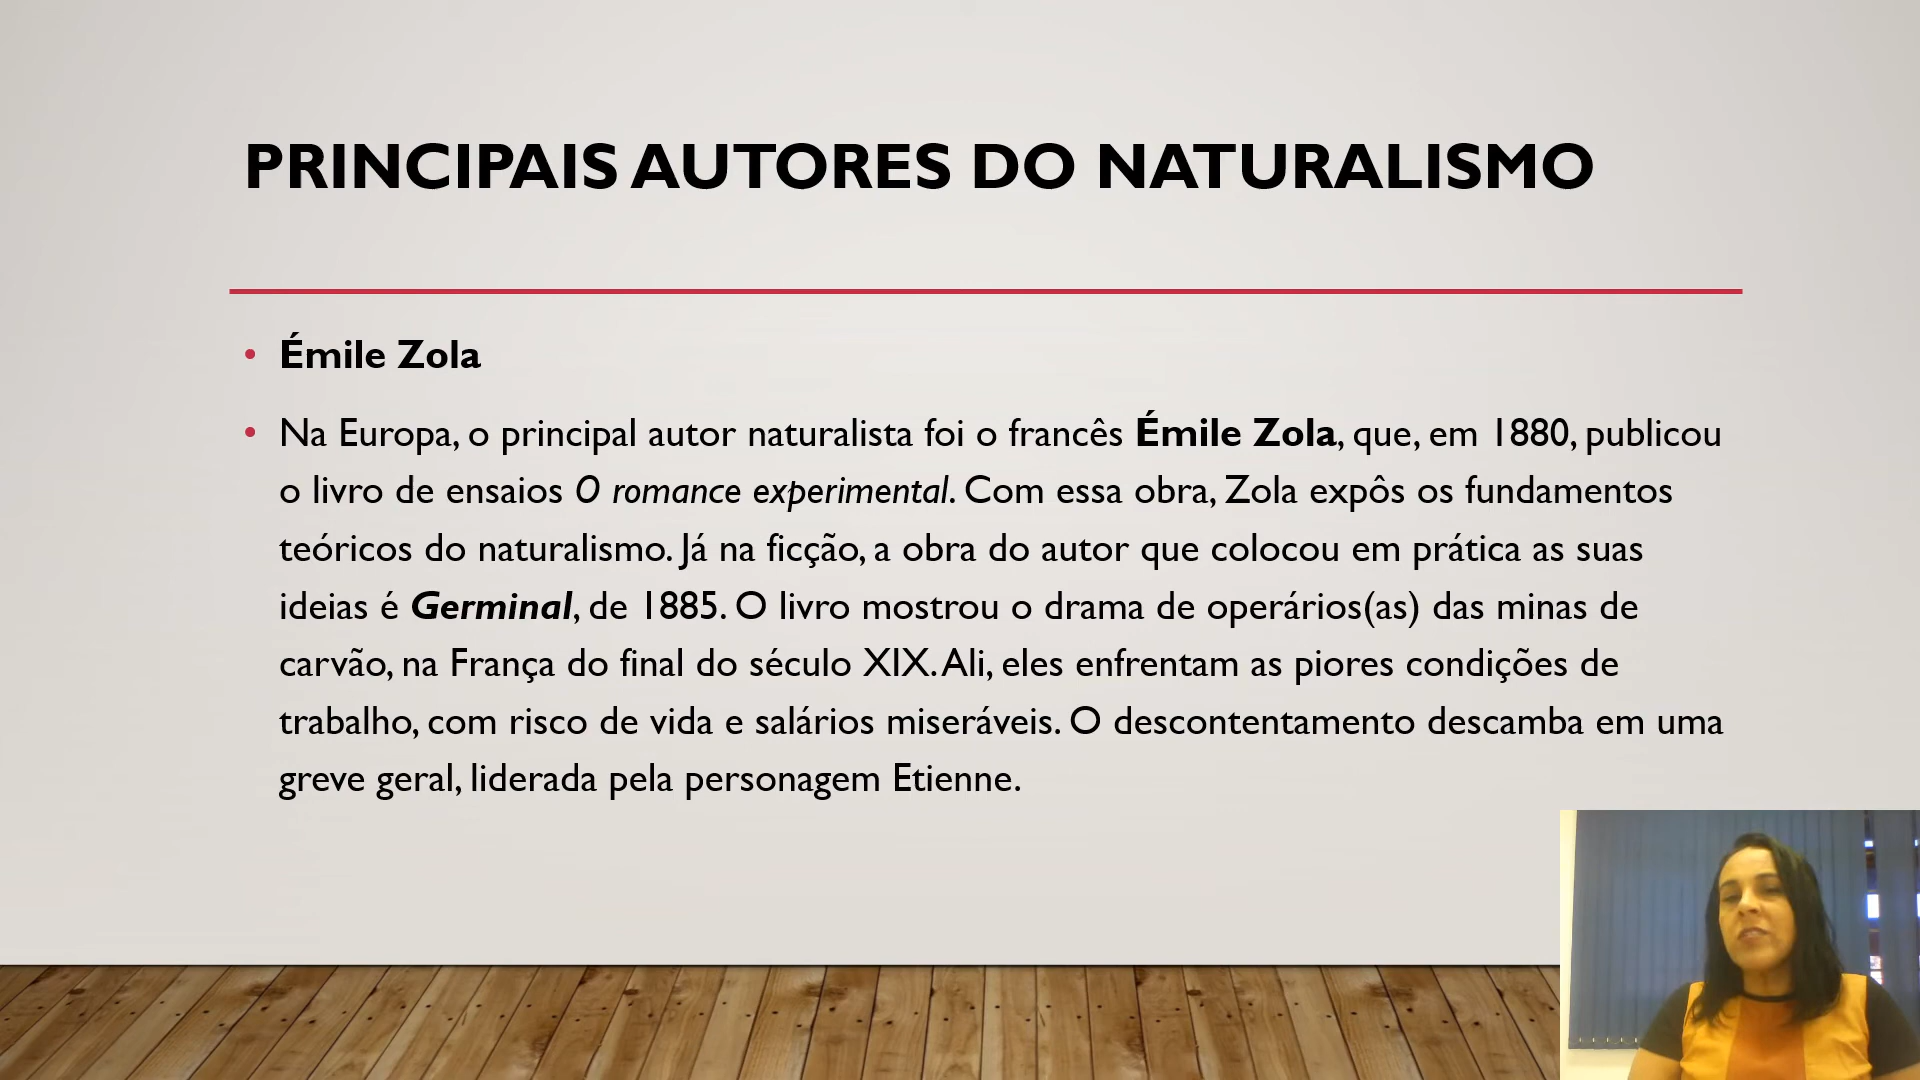 PRINCIPAIS AUTORES DO NATURALISMO
• Émile Zola
• Na Europa, o principal autor naturalista foi o francês Émile Zola, que, em 1880, publicou
o livro de ensaios O romance experimental. Com essa obra, Zola expôs os fundamentos
teóricos do naturalismo. Já na ficção, a obra do autor que colocou em prática as suas
ideias é Germinal, de 1885. O livro mostrou o drama de operários(as) das minas de
carvão, na França do final do século XIX. Ali, eles enfrentam as piores condições de
trabalho, com risco de vida e salários miseráveis. O descontentamento descamba em uma
greve geral, liderada pela personagem Etienne.